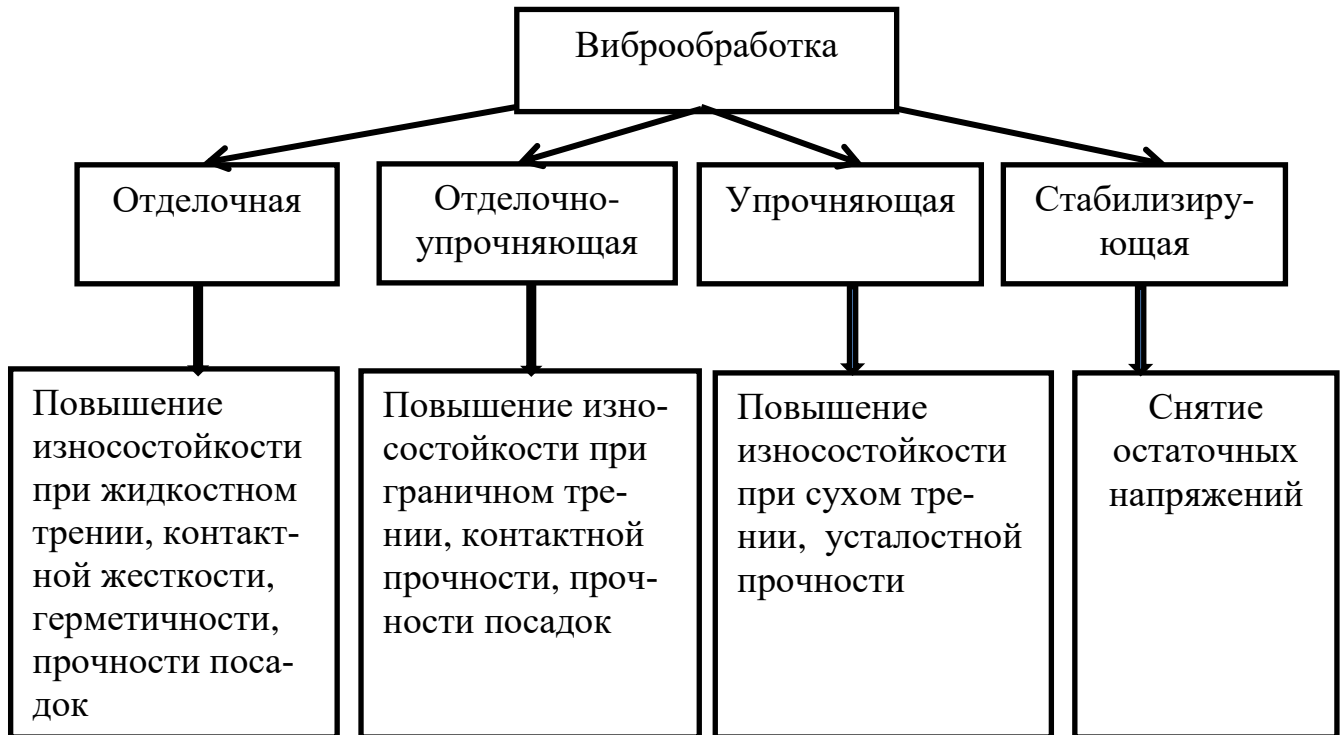 Виброобработка
Отделочная
Отделочно-
упрочняющая
Упрочняющая
Стабилизиру-
ющая
Повышение
износостойкости
при жидкостном
трении, контакт-
ной жесткости,
герметичности,
прочности поса-
док
Повышение изно-
состойкости при
граничном тре-
нии, контактной
прочности, проч-
ности посадок
Повышение
износостойкости
при сухом тре-
нии, усталостной
прочности
Снятие
остаточных
напряжений